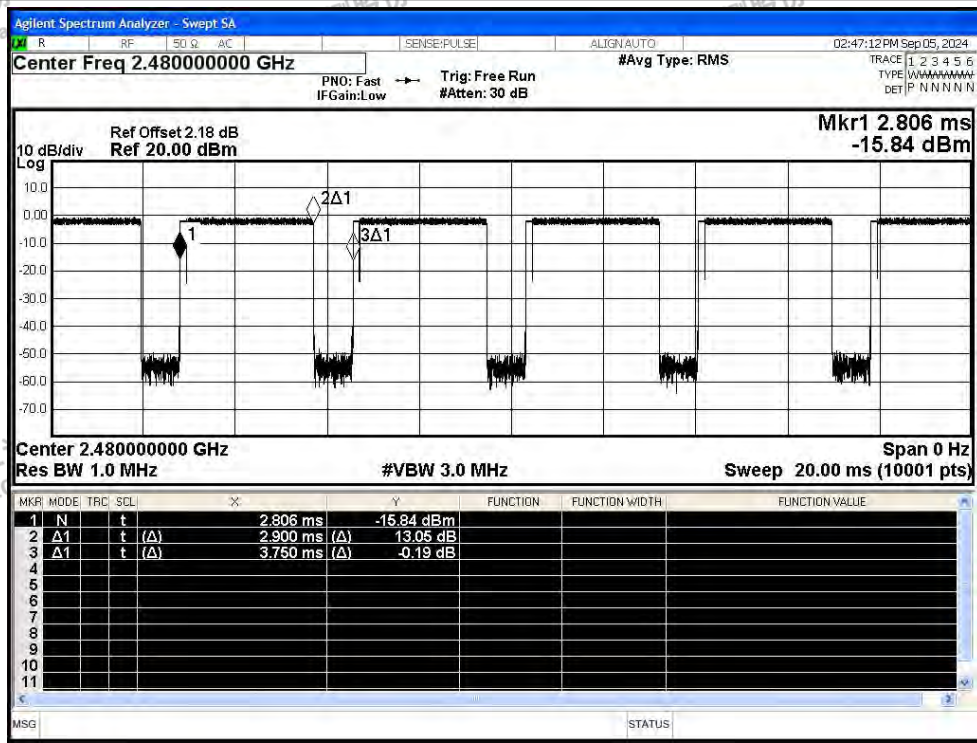 Agilent Spectrum Analyzer - Swept SA
R RF 50 Ω AC SENSE:PULSE ALIGNAUTO 02:47:12 PM Sep 05, 2024
Center Freq 2.480000000 GHz #Avg Type: RMS TRACE 1 2 3 4 5 6
PNO: Fast Trig: Free Run TYPE WWWWWW
IFGain:Low #Atten: 30 dB DET P N N N N N
Mkr1 2.806 ms
Ref Offset 2.18 dB
10 dB/div Ref 20.00 dBm -15.84 dBm
Log
10.0
2Δ1
0.00
1 3Δ1
-10.0
-20.0
-30.0
-40.0
-50.0
-60.0
-70.0
Center 2.480000000 GHz Span 0 Hz
Res BW 1.0 MHz #VBW 3.0 MHz Sweep 20.00 ms (10001 pts)
MKR MODE TRC SCL X Y FUNCTION FUNCTION WIDTH FUNCTION VALUE
1 N t 2.806 ms -15.84 dBm
2 Δ1 t (Δ) 2.900 ms (Δ) 13.05 dB
3 Δ1 t (Δ) 3.750 ms (Δ) -0.19 dB
4
5
6
7
8
9
10
11
MSG STATUS